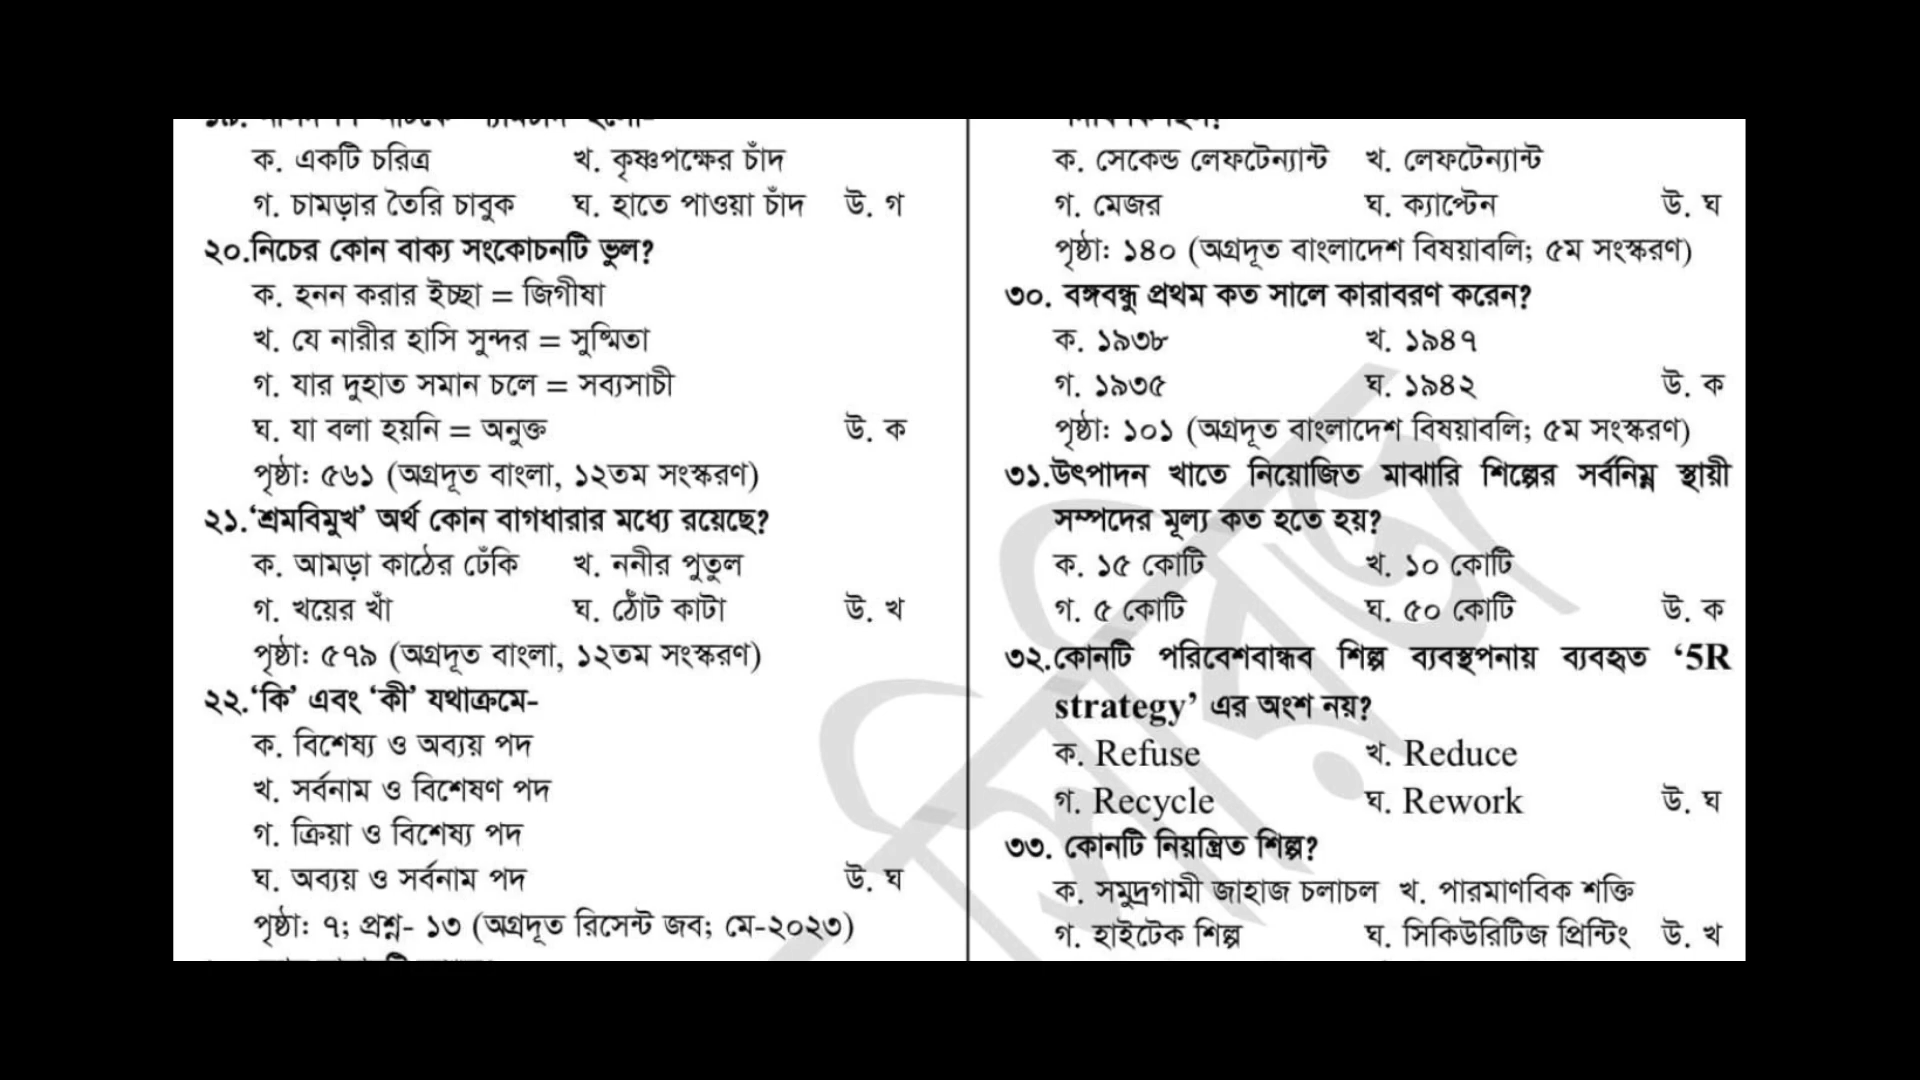 ক. একটি চরিত্র খ. কৃষ্ণপক্ষের চাঁদ
গ. চামড়ার তৈরি চাবুক ঘ. হাতে পাওয়া চাঁদ উ. গ
২০.নিচের কোন বাক্য সংকোচনটি ভুল?
ক. হনন করার ইচ্ছা = জিগীষা
খ. যে নারীর হাসি সুন্দর = সুষ্মিতা
গ. যার দুহাত সমান চলে = সব্যসাচী
ঘ. যা বলা হয়নি = অনুক্ত উ. ক
পৃষ্ঠা: ৫৬১ (অগ্রদূত বাংলা, ১২তম সংস্করণ)
২১.‘শ্রমবিমুখ’ অর্থ কোন বাগধারার মধ্যে রয়েছে?
ক. আমড়া কাঠের ঢেঁকি খ. ননীর পুতুল
গ. খয়ের খাঁ ঘ. ঠোঁট কাটা উ. খ
পৃষ্ঠা: ৫৭৯ (অগ্রদূত বাংলা, ১২তম সংস্করণ)
২২.‘কি’ এবং ‘কী’ যথাক্রমে-
ক. বিশেষ্য ও অব্যয় পদ
খ. সর্বনাম ও বিশেষণ পদ
গ. ক্রিয়া ও বিশেষ্য পদ
ঘ. অব্যয় ও সর্বনাম পদ উ. ঘ
পৃষ্ঠা: ৭; প্রশ্ন- ১৩ (অগ্রদূত রিসেন্ট জব; মে-২০২৩)
ক. সেকেন্ড লেফটেন্যান্ট খ. লেফটেন্যান্ট
গ. মেজর ঘ. ক্যাপ্টেন উ. ঘ
পৃষ্ঠা: ১৪০ (অগ্রদূত বাংলাদেশ বিষয়াবলি; ৫ম সংস্করণ)
৩০. বঙ্গবন্ধু প্রথম কত সালে কারাবরণ করেন?
ক. ১৯৩৮ খ. ১৯৪৭
গ. ১৯৩৫ ঘ. ১৯৪২ উ. ক
পৃষ্ঠা: ১০১ (অগ্রদূত বাংলাদেশ বিষয়াবলি; ৫ম সংস্করণ)
৩১.উৎপাদন খাতে নিয়োজিত মাঝারি শিল্পের সর্বনিম্ন স্থায়ী
সম্পদের মূল্য কত হতে হয়?
ক. ১৫ কোটি খ. ১০ কোটি
গ. ৫ কোটি ঘ. ৫০ কোটি উ. ক
৩২.কোনটি পরিবেশবান্ধব শিল্প ব্যবস্থপনায় ব্যবহৃত ‘5R
strategy’ এর অংশ নয়?
ক. Refuse খ. Reduce
গ. Recycle ঘ. Rework উ. ঘ
৩৩. কোনটি নিয়ন্ত্রিত শিল্প?
ক. সমুদ্রগামী জাহাজ চলাচল খ. পারমাণবিক শক্তি
গ. হাইটেক শিল্প ঘ. সিকিউরিটিজ প্রিন্টিং উ. খ